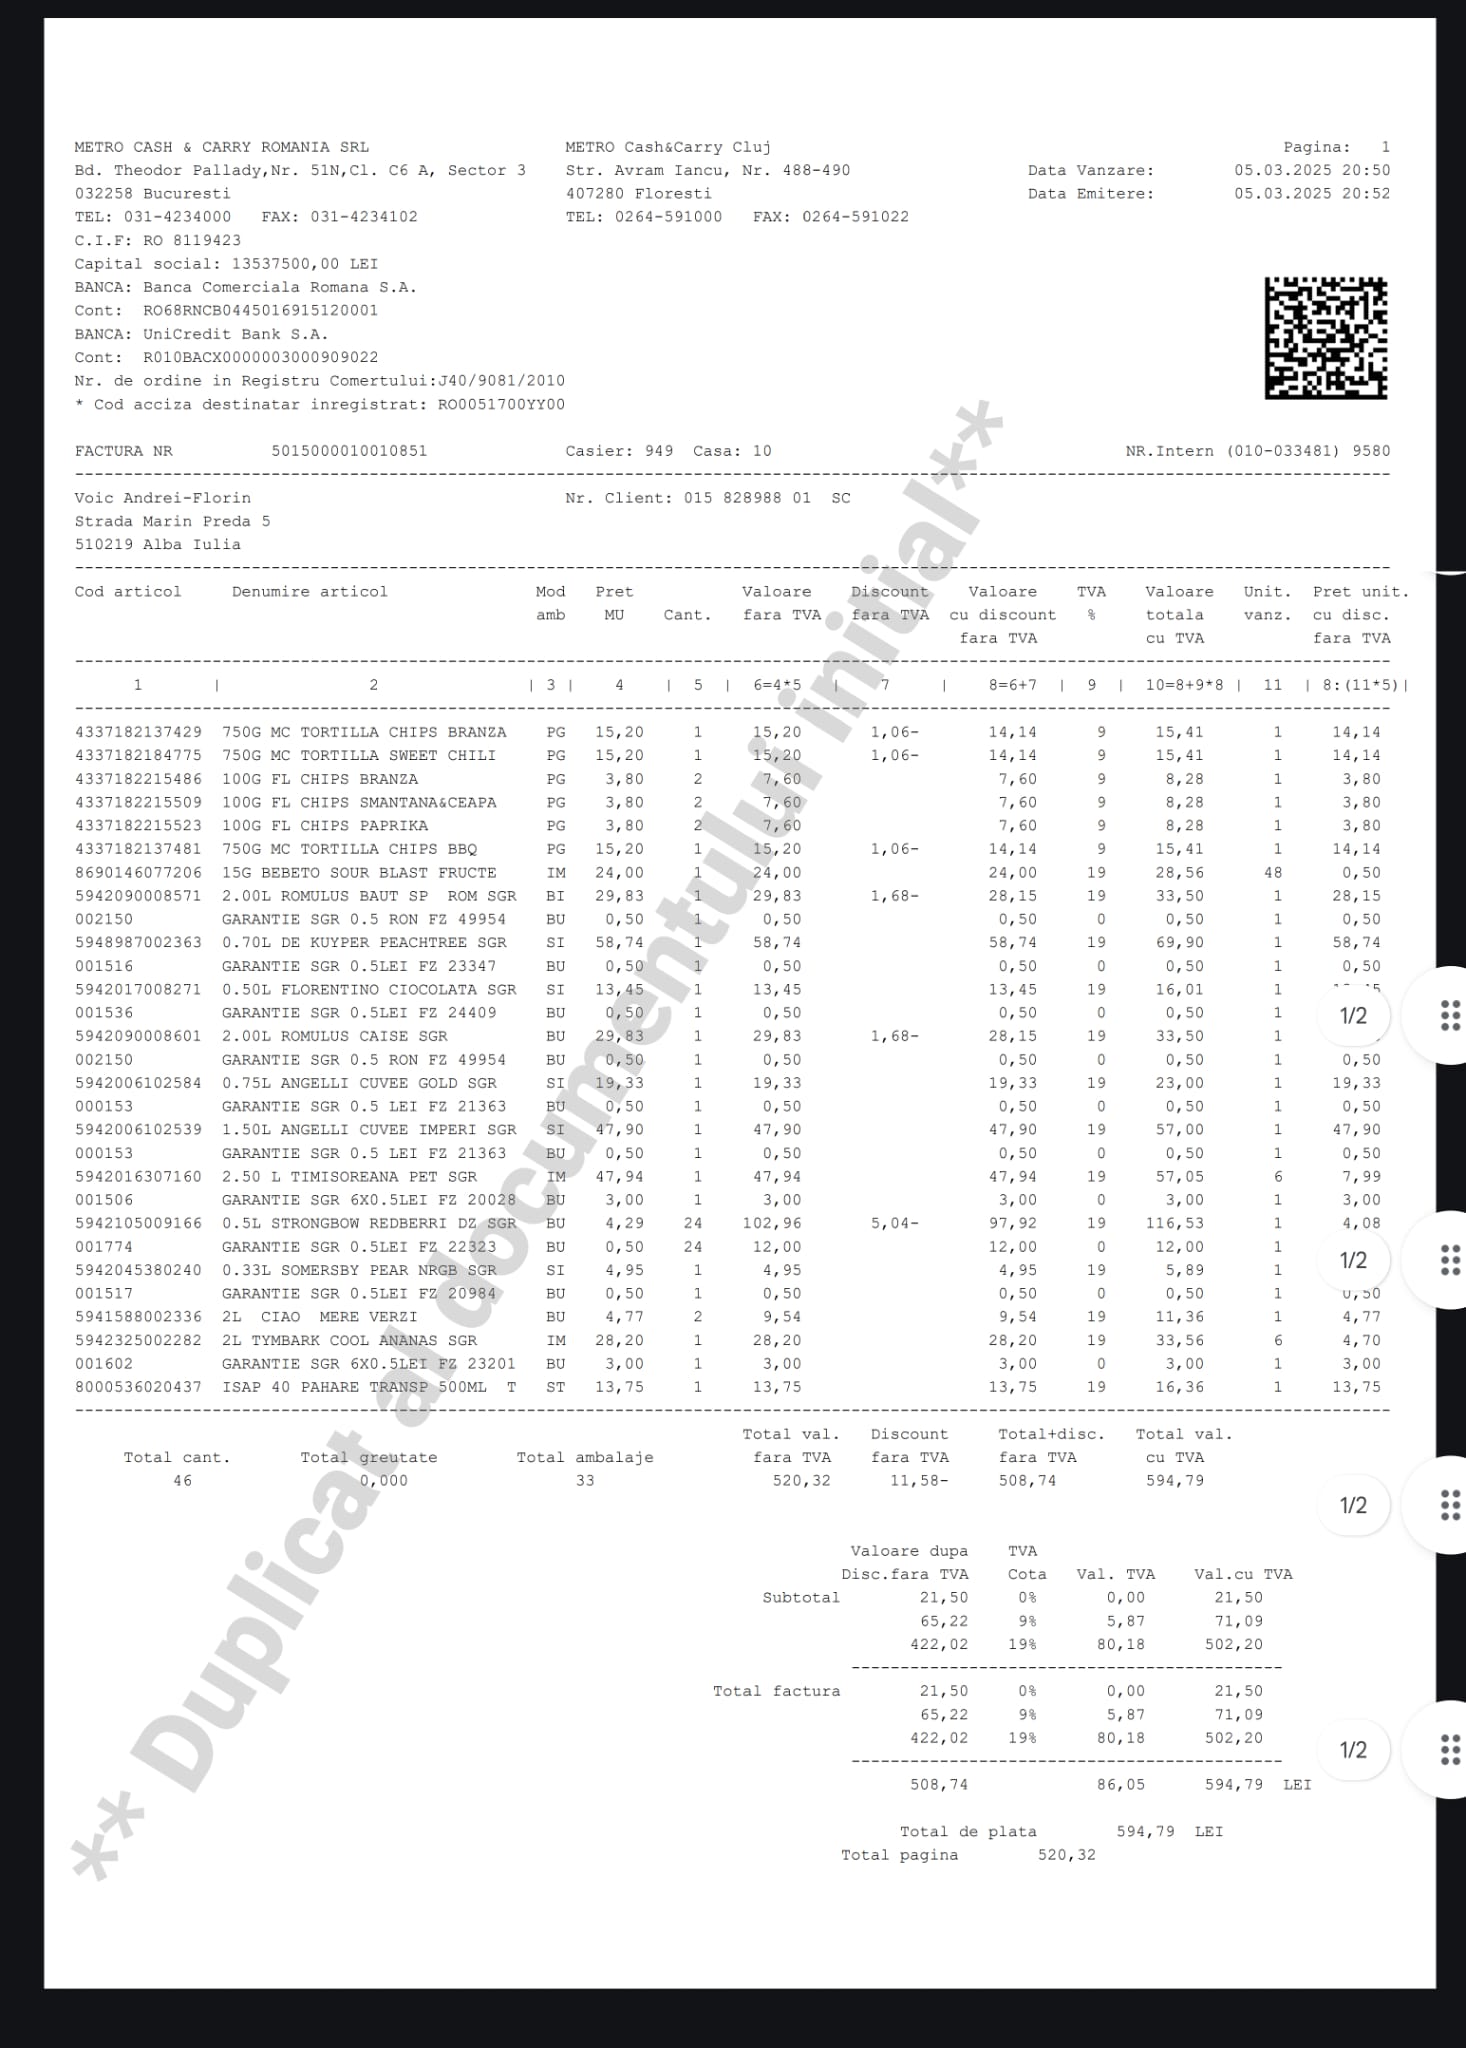 METRO CASH & CARRY ROMANIA SRL METRO Cash&Carry Cluj Pagina: 1
Bd. Theodor Pallady,Nr. 51N,Cl. C6 A, Sector 3 Str. Avram Iancu, Nr. 488-490 Data Vanzare: 05.03.2025 20:50
032258 Bucuresti 407280 Floresti Data Emitere: 05.03.2025 20:52
TEL: 031-4234000 FAX: 031-4234102 TEL: 0264-591000 FAX: 0264-591022
C.I.F: RO 8119423
Capital social: 13537500,00 LEI
BANCA: Banca Comerciala Romana S.A.
Cont: RO68RNCB0445016915120001
BANCA: UniCredit Bank S.A.
Cont: R010BACX0000003000909022
Nr. de ordine in Registru Comertului:J40/9081/2010
* Cod acciza destinatar inregistrat: RO0051700YY00
FACTURA NR 5015000010010851 Casier: 949 Casa: 10 NR.Intern (010-033481) 9580
Voic Andrei-Florin Nr. Client: 015 828988 01 SC
Strada Marin Preda 5
510219 Alba Iulia
Cod articol Denumire articol Mod Pret Valoare Discount Valoare TVA Valoare Unit. Pret unit.
amb MU Cant. fara TVA fara TVA cu discount % totala vanz. cu disc.
fara TVA cu TVA fara TVA
1 | 2 | 3 | 4 | 5 | 6=4*5 | 7 | 8=6+7 | 9 | 10=8+9*8 | 11 | 8:(11*5)|
4337182137429 750G MC TORTILLA CHIPS BRANZA PG 15,20 1 15,20 1,06- 14,14 9 15,41 1 14,14
4337182184775 750G MC TORTILLA SWEET CHILI PG 15,20 1 15,20 1,06- 14,14 9 15,41 1 14,14
4337182215486 100G FL CHIPS BRANZA PG 3,80 2 7,60 7,60 9 8,28 1 3,80
4337182215509 100G FL CHIPS SMANTANA&CEAPA PG 3,80 2 7,60 7,60 9 8,28 1 3,80
4337182215523 100G FL CHIPS PAPRIKA PG 3,80 2 7,60 7,60 9 8,28 1 3,80
4337182137481 750G MC TORTILLA CHIPS BBQ PG 15,20 1 15,20 1,06- 14,14 9 15,41 1 14,14
8690146077206 15G BEBETO SOUR BLAST FRUCTE IM 24,00 1 24,00 24,00 19 28,56 48 0,50
5942090008571 2.00L ROMULUS BAUT SP ROM SGR BI 29,83 1 29,83 1,68- 28,15 19 33,50 1 28,15
002150 GARANTIE SGR 0.5 RON FZ 49954 BU 0,50 1 0,50 0,50 0 0,50 1 0,50
5948987002363 0.70L DE KUYPER PEACHTREE SGR SI 58,74 1 58,74 58,74 19 69,90 1 58,74
001516 GARANTIE SGR 0.5LEI FZ 23347 BU 0,50 1 0,50 0,50 0 0,50 1 0,50
5942017008271 0.50L FLORENTINO CIOCOLATA SGR SI 13,45 1 13,45 13,45 19 16,01 1
001536 GARANTIE SGR 0.5LEI FZ 24409 BU 0,50 1 0,50 0,50 0 0,50 1 1/2
5942090008601 2.00L ROMULUS CAISE SGR BU 29,83 1 29,83 1,68- 28,15 19 33,50 1
002150 GARANTIE SGR 0.5 RON FZ 49954 BU 0,50 1 0,50 0,50 0 0,50 1 0,50
5942006102584 0.75L ANGELLI CUVEE GOLD SGR SI 19,33 1 19,33 19,33 19 23,00 1 19,33
000153 GARANTIE SGR 0.5 LEI FZ 21363 BU 0,50 1 0,50 0,50 0 0,50 1 0,50
5942006102539 1.50L ANGELLI CUVEE IMPERI SGR SI 47,90 1 47,90 47,90 19 57,00 1 47,90
000153 GARANTIE SGR 0.5 LEI FZ 21363 BU 0,50 1 0,50 0,50 0 0,50 1 0,50
5942016307160 2.50 L TIMISOREANA PET SGR IM 47,94 1 47,94 47,94 19 57,05 6 7,99
001506 GARANTIE SGR 6X0.5LEI FZ 20028 BU 3,00 1 3,00 3,00 0 3,00 1 3,00
5942105009166 0.5L STRONGBOW REDBERRI DZ SGR BU 4,29 24 102,96 5,04- 97,92 19 116,53 1 4,08
001774 GARANTIE SGR 0.5LEI FZ 22323 BU 0,50 24 12,00 12,00 0 12,00 1 1/2
5942045380240 0.33L SOMERSBY PEAR NRGB SGR SI 4,95 1 4,95 4,95 19 5,89 1
001517 GARANTIE SGR 0.5LEI FZ 20984 BU 0,50 1 0,50 0,50 0 0,50 1 0,50
5941588002336 2L CIAO MERE VERZI BU 4,77 2 9,54 9,54 19 11,36 1 4,77
5942325002282 2L TYMBARK COOL ANANAS SGR IM 28,20 1 28,20 28,20 19 33,56 6 4,70
001602 GARANTIE SGR 6X0.5LEI FZ 23201 BU 3,00 1 3,00 3,00 0 3,00 1 3,00
8000536020437 ISAP 40 PAHARE TRANSP 500ML T ST 13,75 1 13,75 13,75 19 16,36 1 13,75
Total val. Discount Total+disc. Total val.
Total cant. Total greutate Total ambalaje fara TVA fara TVA fara TVA cu TVA
46 0,000 33 520,32 11,58- 508,74 594,79
1/2
Valoare dupa TVA
Disc.fara TVA Cota Val. TVA Val.cu TVA
Subtotal 21,50 0% 0,00 21,50
65,22 9% 5,87 71,09
422,02 19% 80,18 502,20
Total factura 21,50 0% 0,00 21,50
65,22 9% 5,87 71,09
422,02 19% 80,18 502,20
1/2
508,74 86,05 594,79 LEI
Total de plata 594,79 LEI
Total pagina 520,32
** Duplicat al documentului initial**